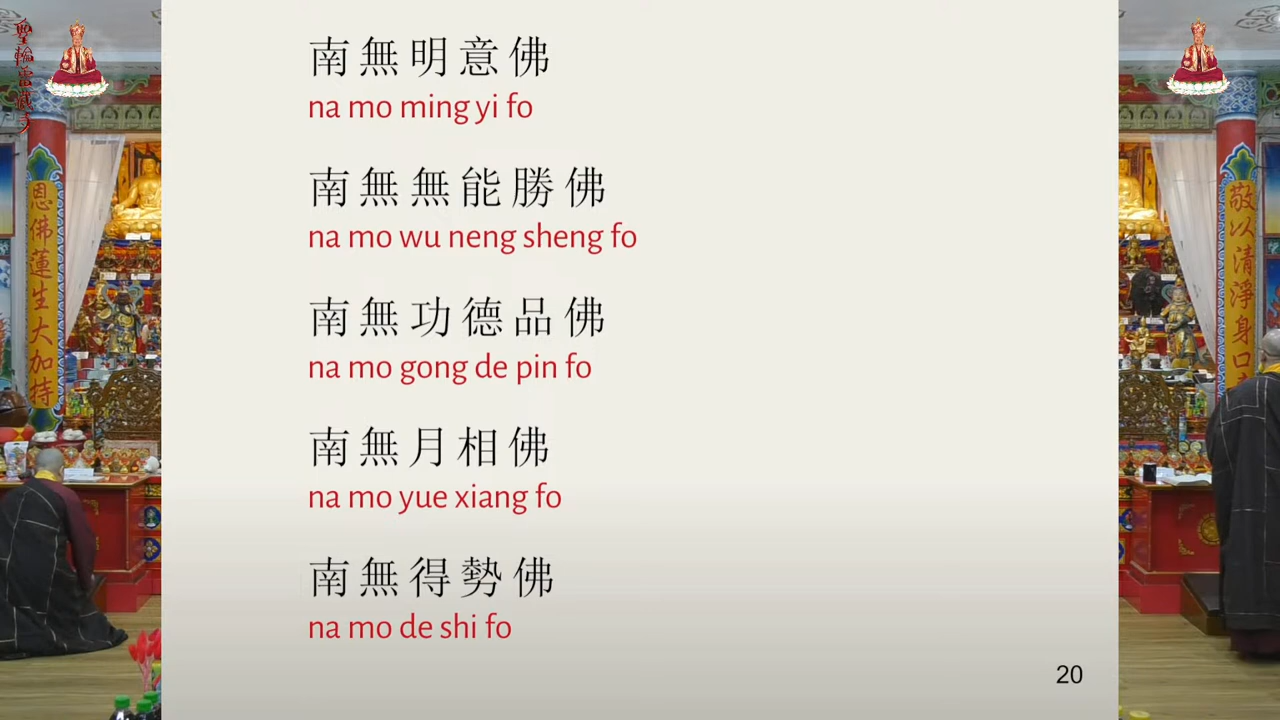 南無明意佛
na mo ming yi fo
南無無能勝佛
na mo wu neng sheng fo
南無功德品佛
na mo gong de pin fo
南無月相佛
na mo yue xiang fo
南無得勢佛
na mo de shi fo
20
恩佛蓮生大加持
敬以清淨身口